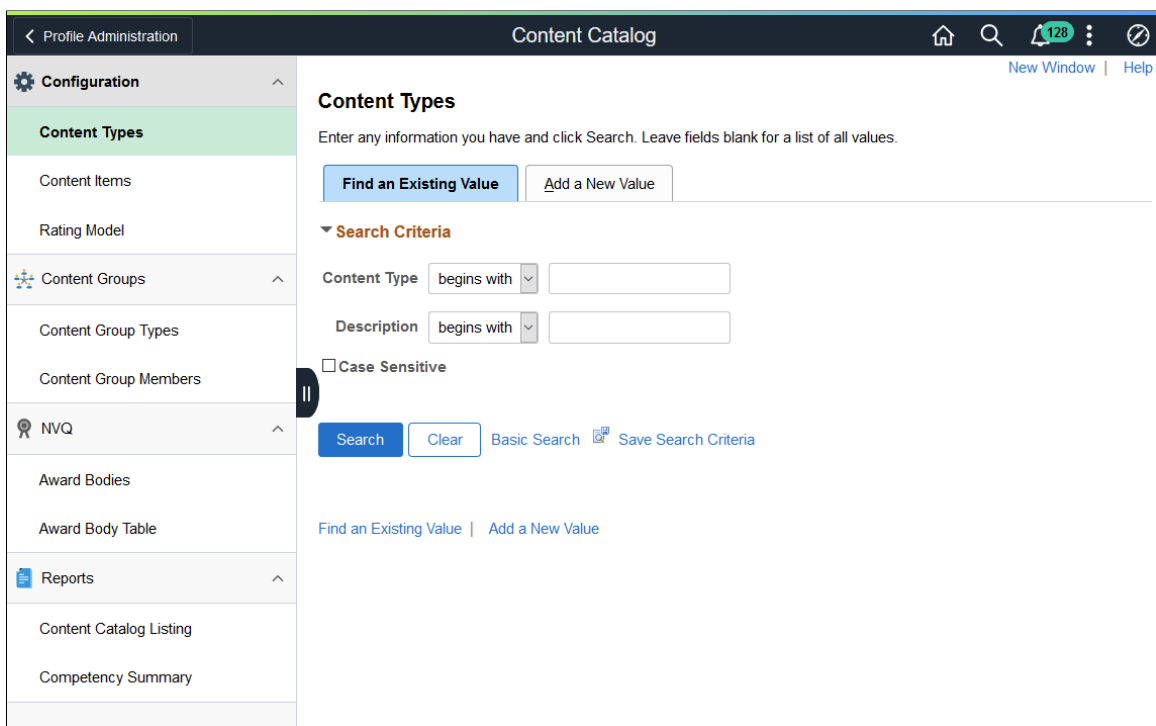 Profile Administration
Content Catalog
128
New Window | Help
Configuration
Content Types
Content Items
Rating Model
Content Groups
Content Group Types
Content Group Members
NVQ
Award Bodies
Award Body Table
Reports
Content Catalog Listing
Competency Summary
Content Types
Enter any information you have and click Search. Leave fields blank for a list of all values.
Find an Existing Value Add a New Value
Search Criteria
Content Type begins with
Description begins with
Case Sensitive
Search Clear Basic Search Save Search Criteria
Find an Existing Value | Add a New Value